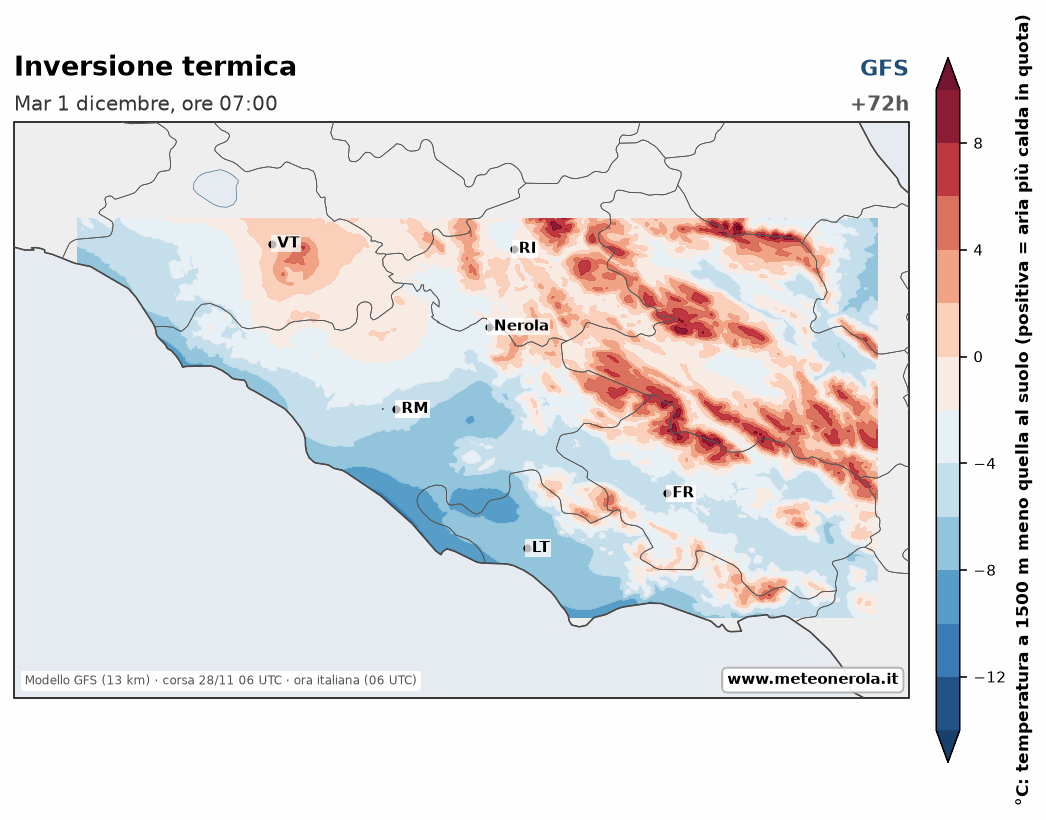 Inversione termica
GFS
Mar 1 dicembre, ore 07:00
+72h
VT
RI
Nerola
RM
FR
LT
Modello GFS (13 km) · corsa 28/11 06 UTC · ora italiana (06 UTC)
www.meteonerola.it
8
4
0
−4
−8
−12
°C: temperatura a 1500 m meno quella al suolo (positiva = aria più calda in quota)